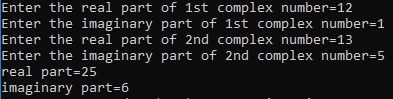 Enter the real part of 1st complex number=12
Enter the imaginary part of 1st complex number=1
Enter the real part of 2nd complex number=13
Enter the imaginary part of 2nd complex number=5
real part=25
imaginary part=6